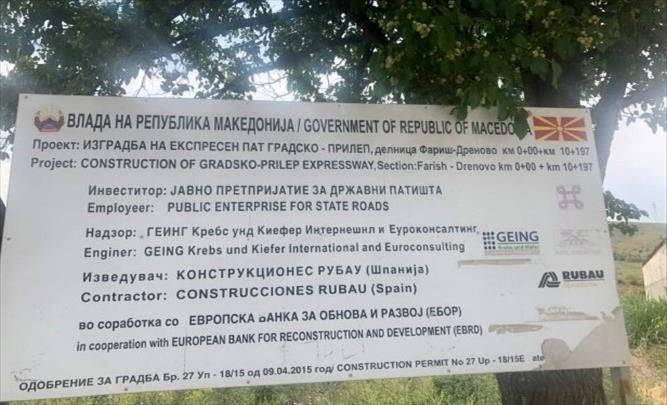 ВЛАДА НА РЕПУБЛИКА МАКЕДОНИЈА / GOVERNMENT OF REPUBLIC OF MACEDO
Проект: ИЗГРАДБА НА ЕКСПРЕСЕН ПАТ ГРАДСКО - ПРИЛЕП, делница Фариш-Дреново км 0+00+км 10+197
Project: CONSTRUCTION OF GRADSKO-PRILEP EXPRESSWAY, Section: Farish - Drenovo km 0+00 + km 10+197
Инвеститор: ЈАВНО ПРЕТПРИЈАТИЕ ЗА ДРЖАВНИ ПАТИШТА
Employeer: PUBLIC ENTERPRISE FOR STATE ROADS
Надзор: ГЕИНГ Кребс унд Киефер Интернешнл и Евроконсалтинг
Enginer: GEING Krebs und Kiefer International and Euroconsulting
GEING
Krebs und Kiefer
Изведувач: КОНСТРУКЦИОНЕС РУБАУ (Шпанија)
Contractor: CONSTRUCCIONES RUBAU (Spain)
RUBAU
во соработка со ЕВРОПСКА БАНКА ЗА ОБНОВА И РАЗВОЈ (ЕБОР)
in cooperation with EUROPEAN BANK FOR RECONSTRUCTION AND DEVELOPMENT (EBRD)
ОДОБРЕНИЕ ЗА ГРАДБА Бр. 27 Уп - 18/15 од 09.04.2015 год/ CONSTRUCTION PERMIT No 27 Up - 18/15E ate